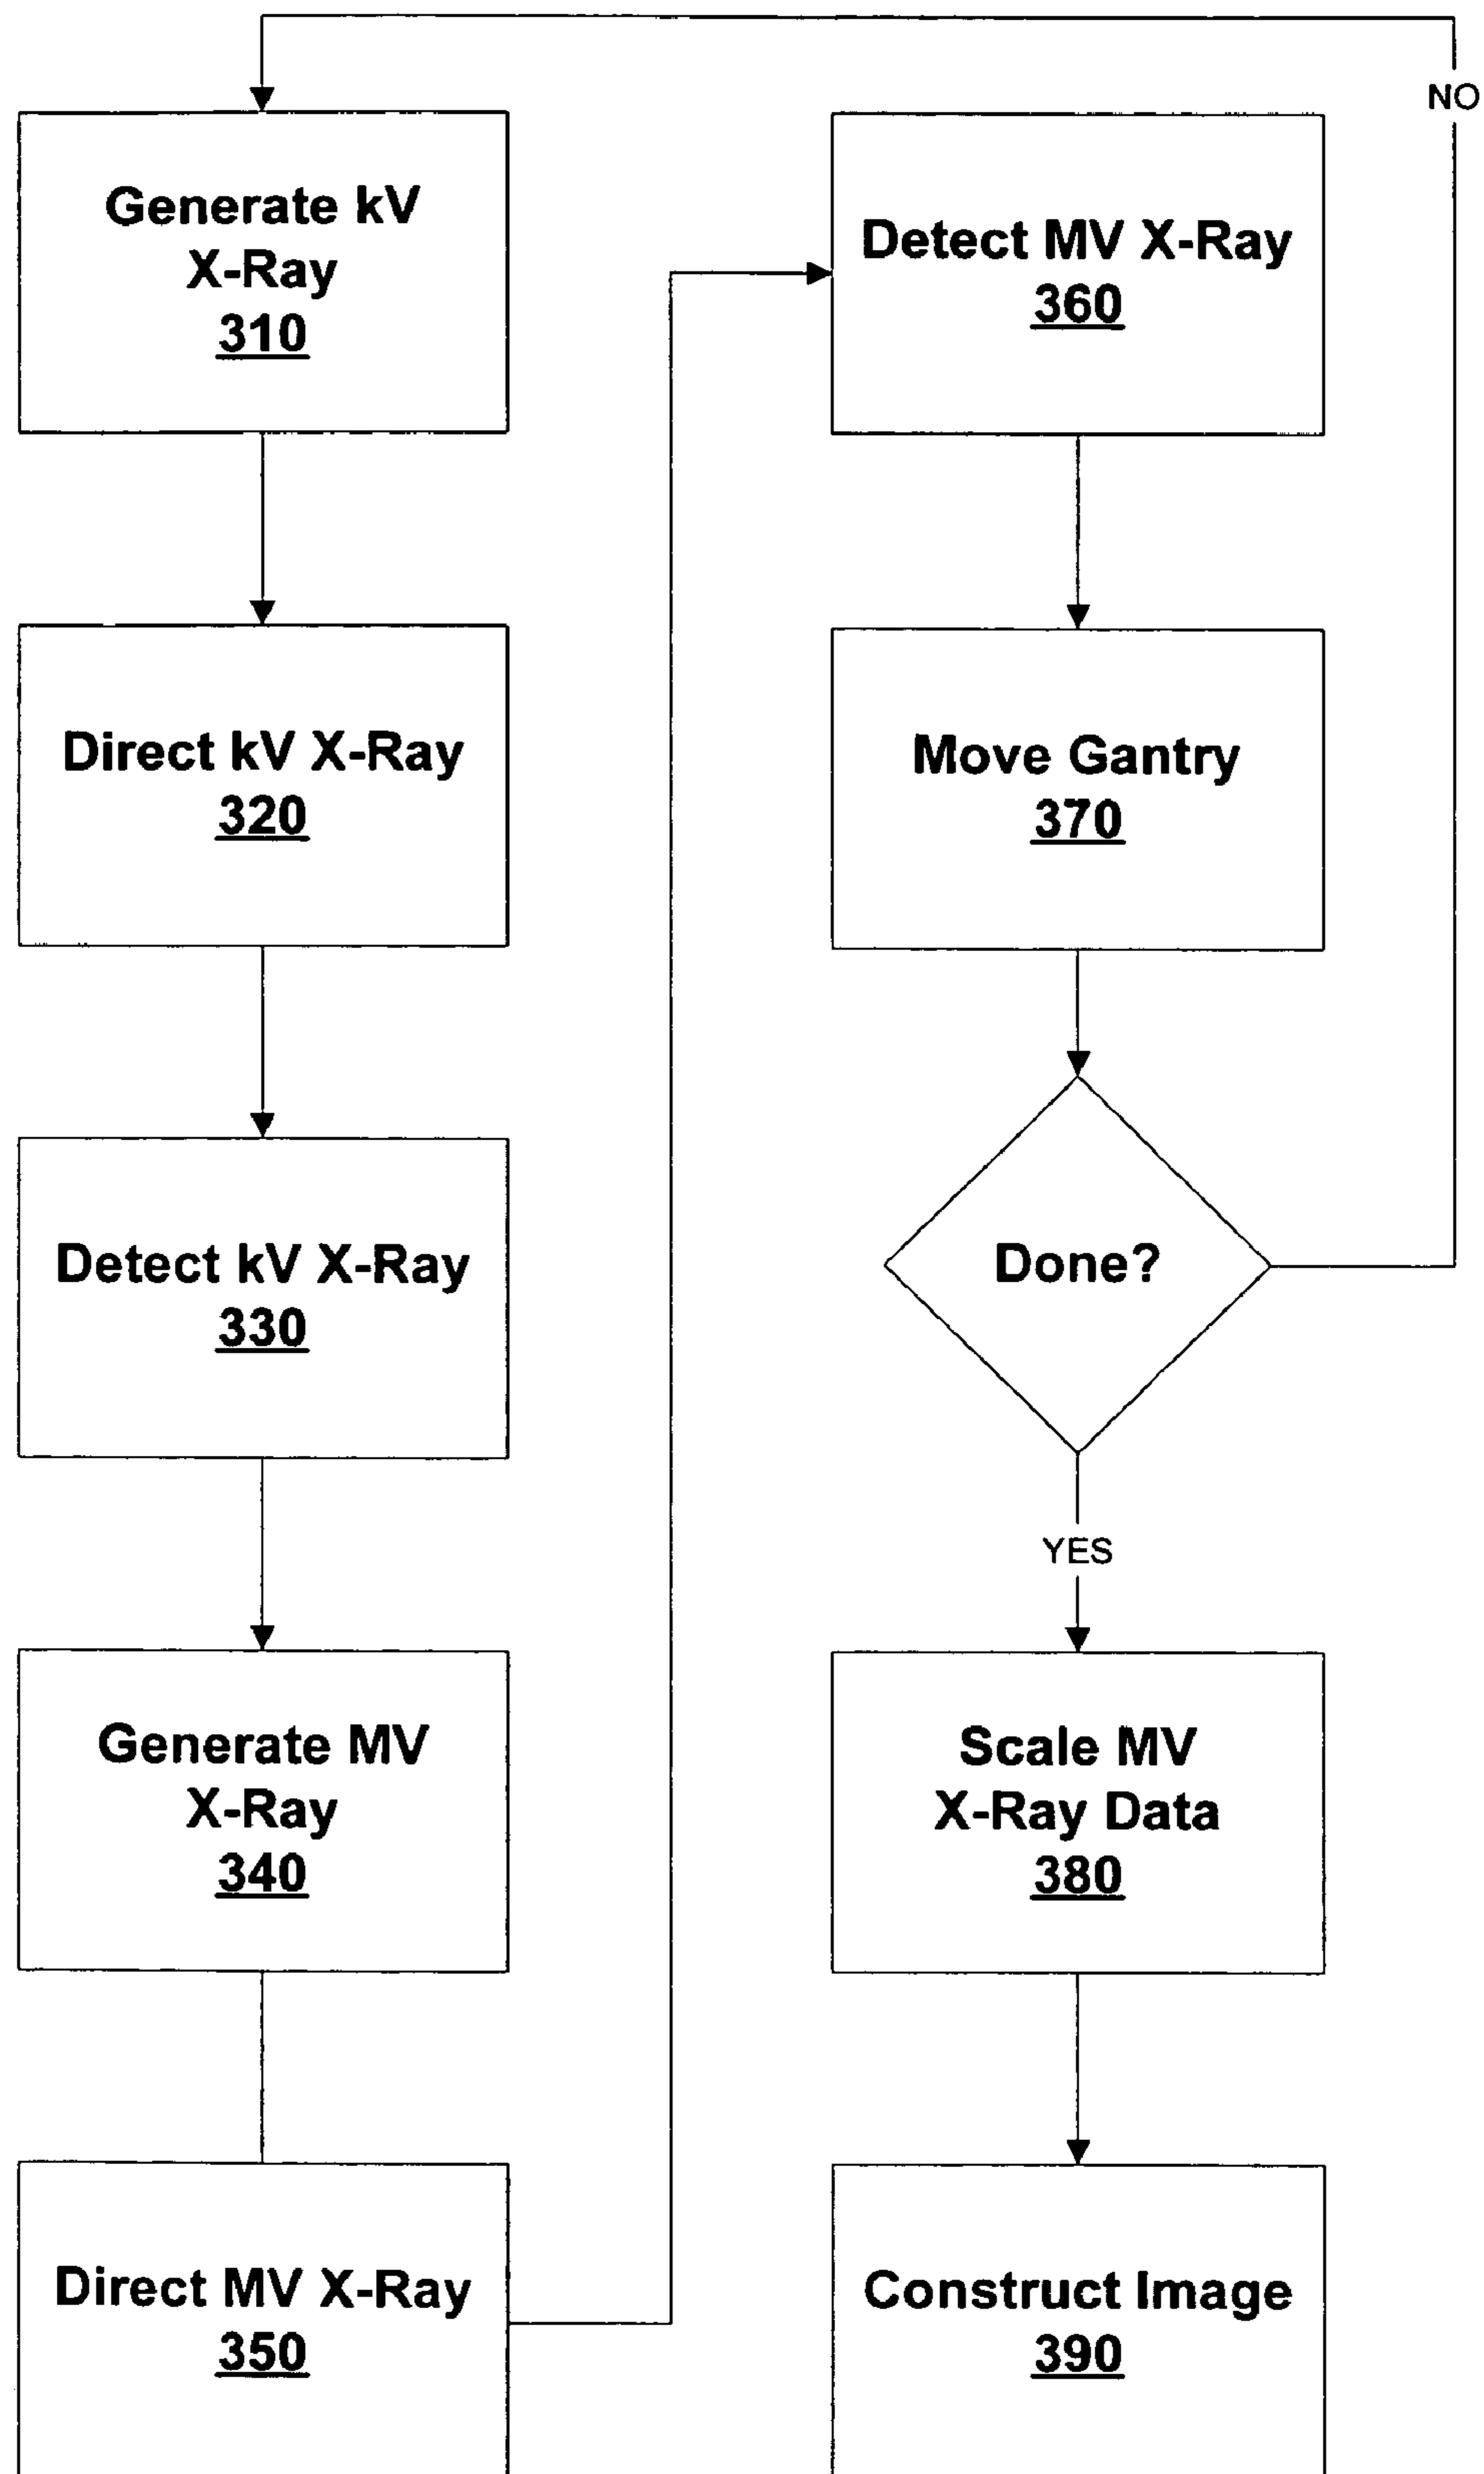 Generate kV
X-Ray
310
Direct kV X-Ray
320
Detect kV X-Ray
330
Generate MV
X-Ray
340
Direct MV X-Ray
350
Detect MV X-Ray
360
Move Gantry
370
Done?
NO
YES
Scale MV
X-Ray Data
380
Construct Image
390